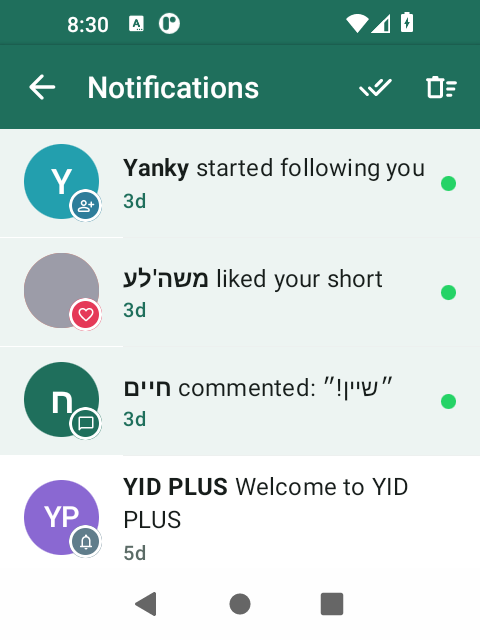 8:30
Notifications
Y
Yanky started following you
3d
משה'לע liked your short
3d
ח
חיים commented: ״שיין!״
3d
YP
YID PLUS Welcome to YID
PLUS
5d